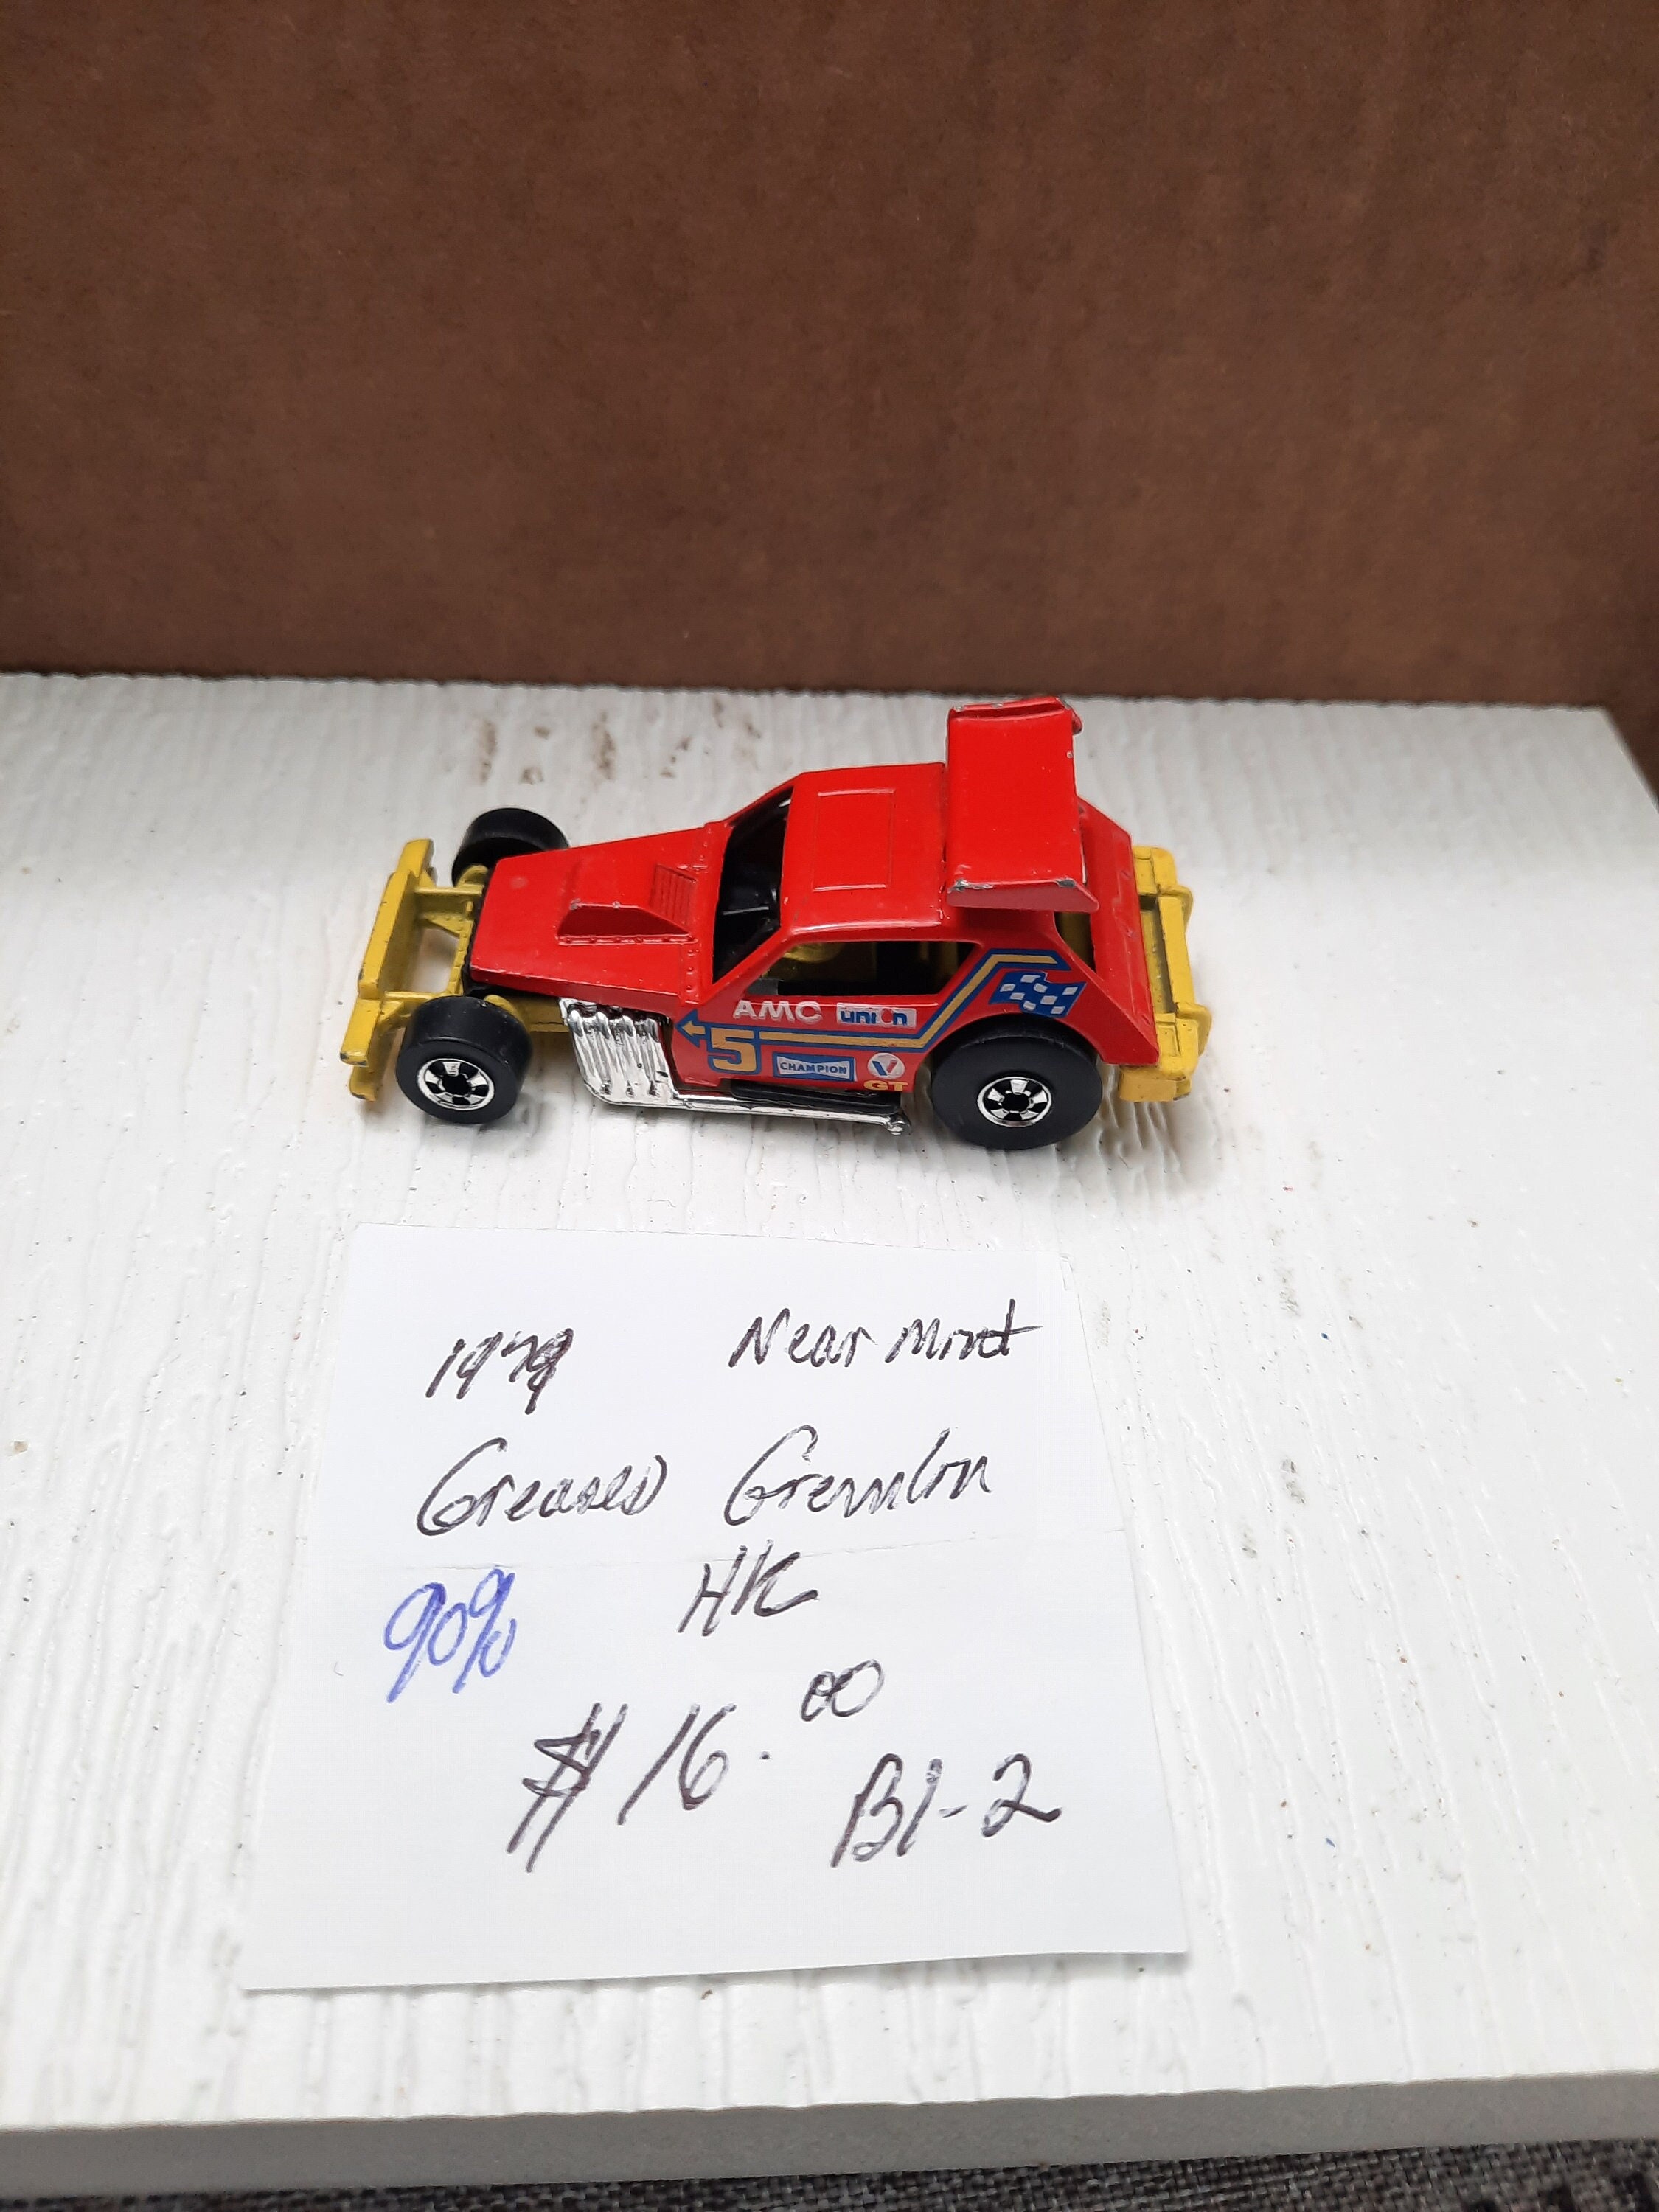 AMC union
5 CHAMPION V
GT
1979 Near Mint
Greased Gremlin
90% HK
$16.00
B1-2